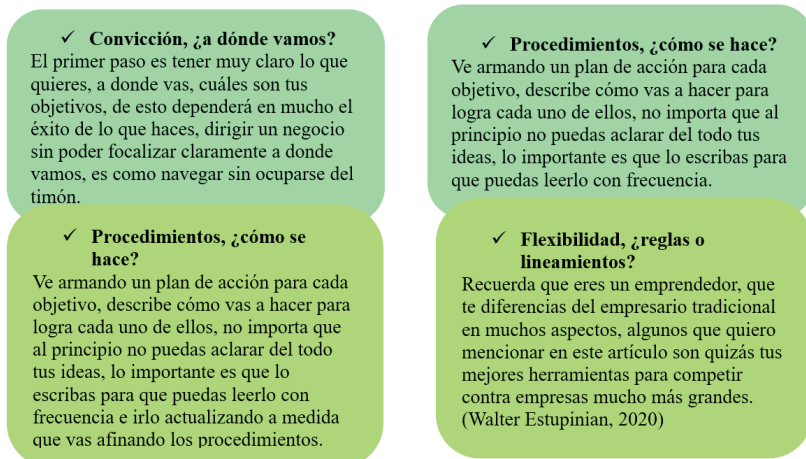 ✓ Convicción, ¿a dónde vamos?
El primer paso es tener muy claro lo que
quieres, a donde vas, cuáles son tus
objetivos, de esto dependerá en mucho el
éxito de lo que haces, dirigir un negocio
sin poder focalizar claramente a donde
vamos, es como navegar sin ocuparse del
timón.
✓ Procedimientos, ¿cómo se hace?
Ve armando un plan de acción para cada
objetivo, describe cómo vas a hacer para
logra cada uno de ellos, no importa que al
principio no puedas aclarar del todo tus
ideas, lo importante es que lo escribas para
que puedas leerlo con frecuencia.
✓ Procedimientos, ¿cómo se
hace?
Ve armando un plan de acción para cada
objetivo, describe cómo vas a hacer para
logra cada uno de ellos, no importa que
al principio no puedas aclarar del todo
tus ideas, lo importante es que lo
escribas para que puedas leerlo con
frecuencia e irlo actualizando a medida
que vas afinando los procedimientos.
✓ Flexibilidad, ¿reglas o
lineamientos?
Recuerda que eres un emprendedor, que
te diferencias del empresario tradicional
en muchos aspectos, algunos que quiero
mencionar en este artículo son quizás tus
mejores herramientas para competir
contra empresas mucho más grandes.
(Walter Estupinian, 2020)